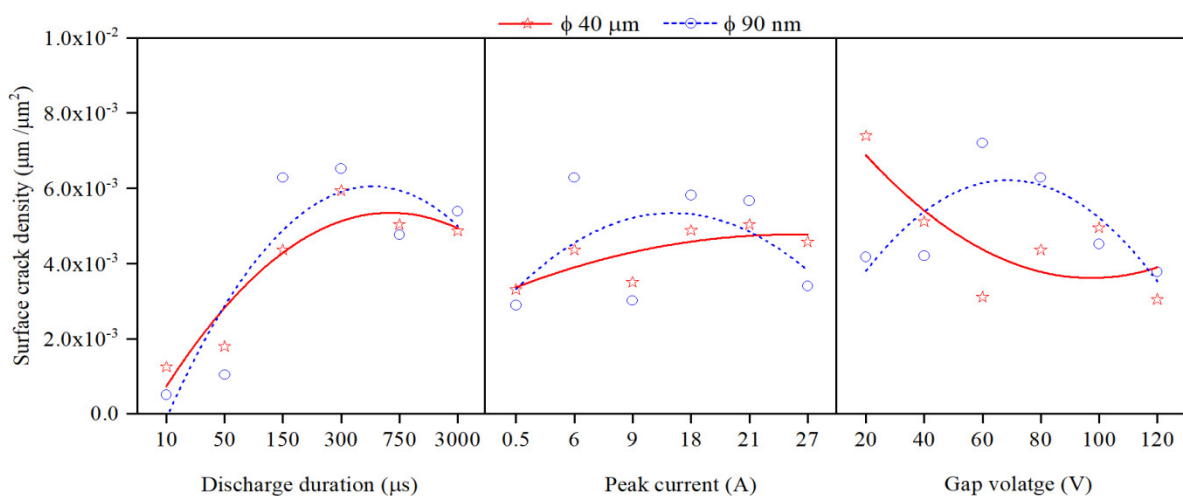 ϕ 40 μm ϕ 90 nm
1.0x10⁻²
8.0x10⁻³
6.0x10⁻³
4.0x10⁻³
2.0x10⁻³
0.0
Surface crack density (μm /μm²)
10 50 150 300 750 3000
0.5 6 9 18 21 27
20 40 60 80 100 120
Discharge duration (μs)
Peak current (A)
Gap volatge (V)